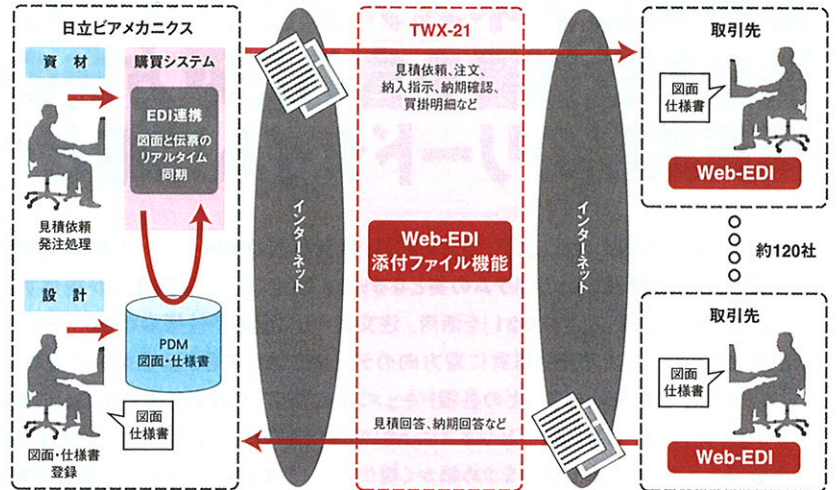 日立ビアメカニクス
資材
購買システム
EDI連携
図面と伝票の
リアルタイム
同期
見積依頼
発注処理
設計
PDM
図面・仕様書
図面
仕様書
図面・仕様書
登録
インターネット
TWX-21
見積依頼、注文、
納入指示、納期確認、
買掛明細など
Web-EDI
添付ファイル機能
見積回答、納期回答など
インターネット
取引先
図面
仕様書
Web-EDI
約120社
取引先
図面
仕様書
Web-EDI